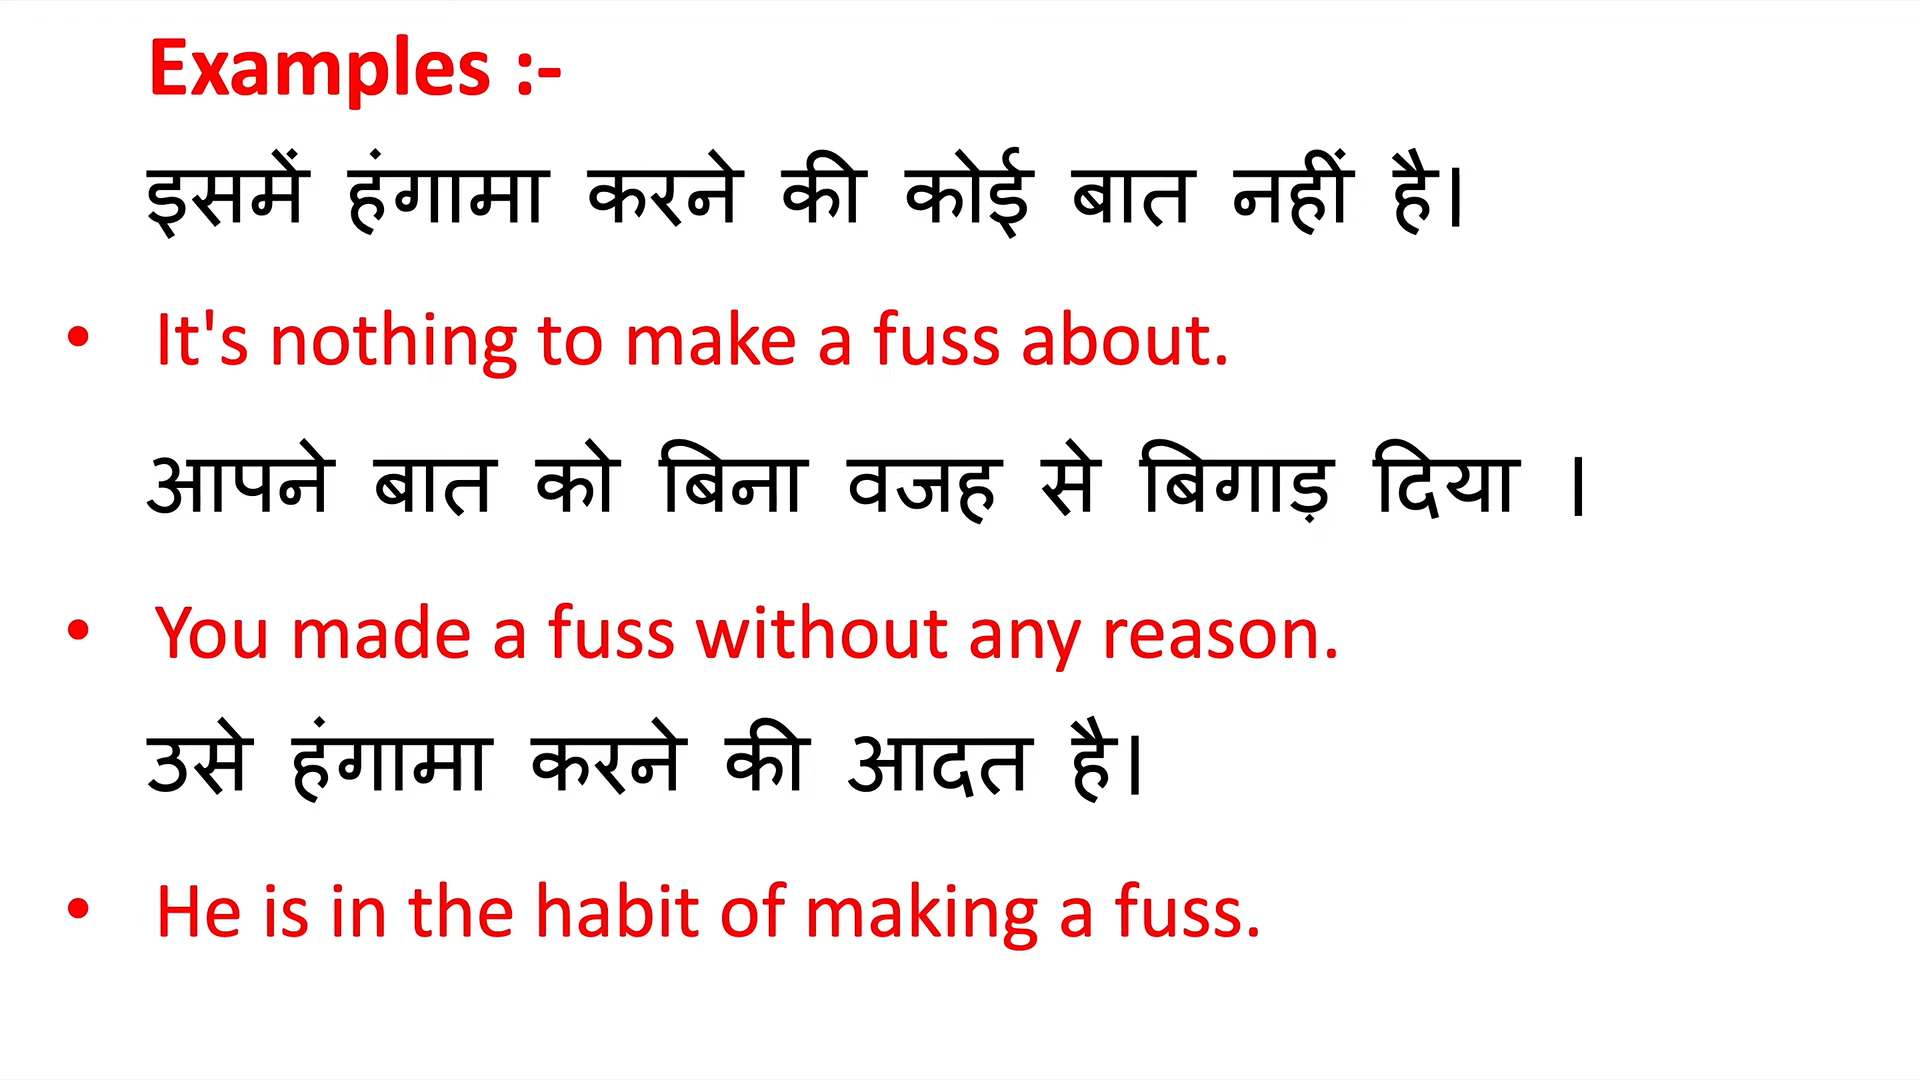 Examples :-
इसमें हंगामा करने की कोई बात नहीं है।
• It's nothing to make a fuss about.
आपने बात को बिना वजह से बिगाड़ दिया ।
• You made a fuss without any reason.
उसे हंगामा करने की आदत है।
• He is in the habit of making a fuss.